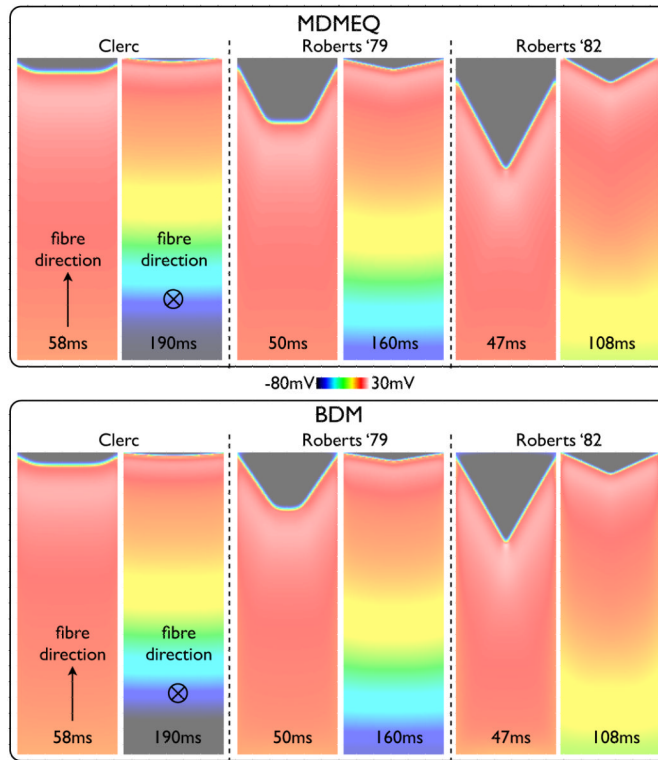 MDMEQ
Clerc Roberts '79 Roberts '82
fibre fibre
direction direction
58ms 190ms 50ms 160ms 47ms 108ms
-80mV 30mV
BDM
Clerc Roberts '79 Roberts '82
fibre fibre
direction direction
58ms 190ms 50ms 160ms 47ms 108ms